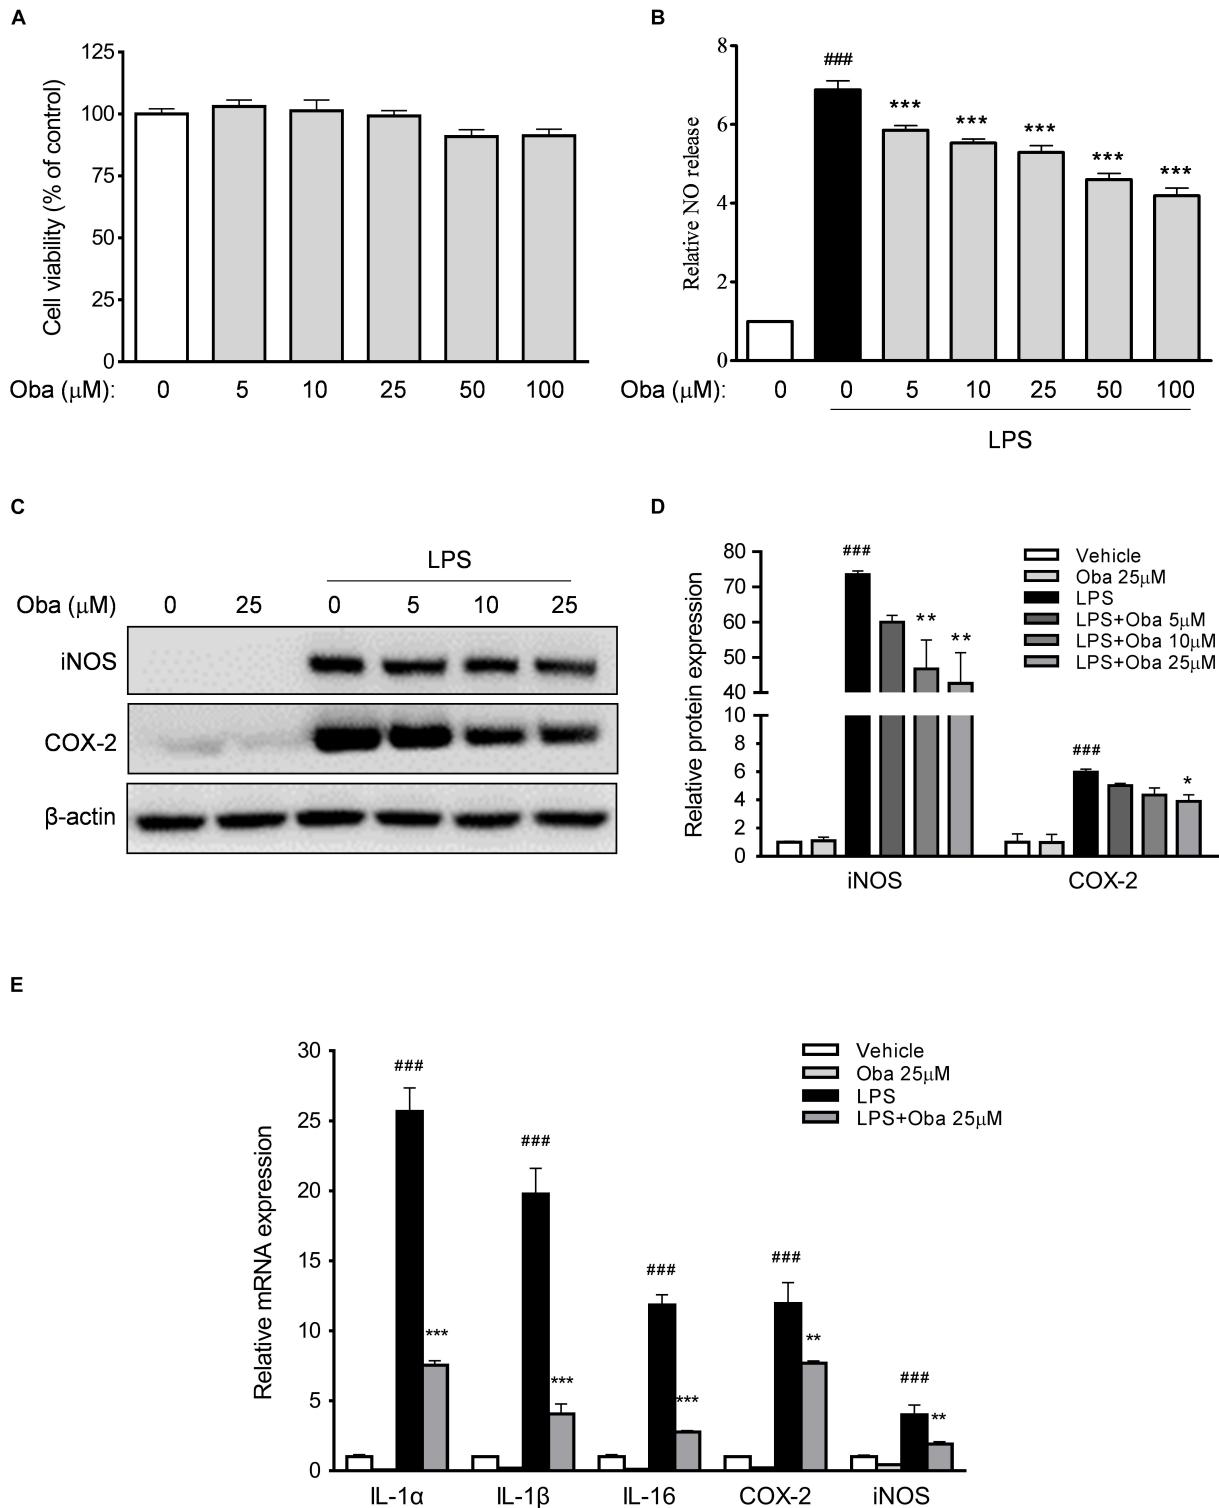 A
Cell viability (% of control)
125
100
75
50
25
0
Oba (μM): 0 5 10 25 50 100
B
Relative NO release
8
6
4
2
0
###
***
***
***
***
***
Oba (μM): 0 0 5 10 25 50 100
LPS
C
LPS
Oba (μM) 0 25 0 5 10 25
iNOS
COX-2
β-actin
D
Relative protein expression
80
70
60
50
40
10
8
6
4
2
0
###
**
**
###
*
iNOS COX-2
Vehicle
Oba 25μM
LPS
LPS+Oba 5μM
LPS+Oba 10μM
LPS+Oba 25μM
E
Relative mRNA expression
30
25
20
15
10
5
0
###
***
###
***
###
***
###
**
###
**
IL-1α IL-1β IL-16 COX-2 iNOS
Vehicle
Oba 25μM
LPS
LPS+Oba 25μM